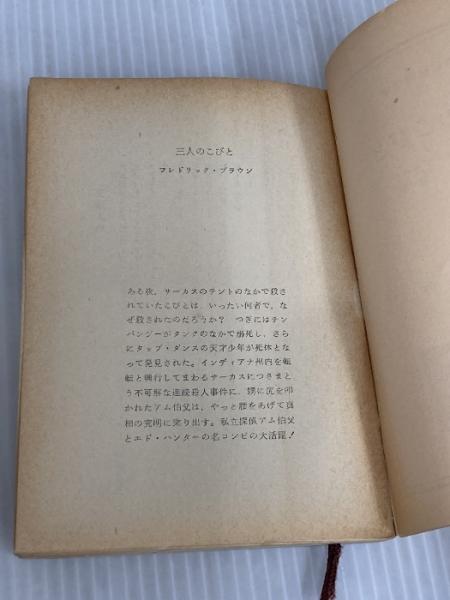 三人のこびと
フレドリック・ブラウン
ある夜、サーカスのテントのなかで殺さ
れていたこびとは、いったい何者で、な
ぜ殺されたのだろうか？　つぎにはチン
パンジーがタンクのなかで溺死し、さら
にタップ・ダンスの天才少年が死体とな
って発見された。インディアナ州内を転
転と興行してまわるサーカスにつきまと
う不可解な連続殺人事件に、甥に尻を叩
かれたアム伯父は、やっと腰をあげて真
相の究明に乗り出す。私立探偵アム伯父
とエド・ハンターの名コンビの大活躍！